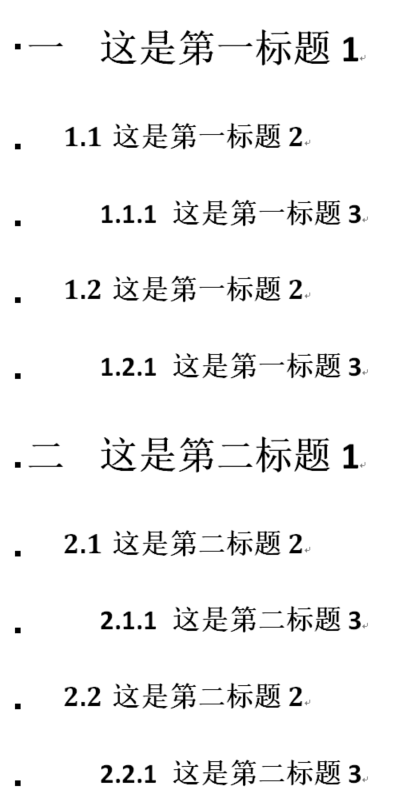 一 这是第一标题 1
1.1 这是第一标题 2
1.1.1 这是第一标题 3
1.2 这是第一标题 2
1.2.1 这是第一标题 3
二 这是第二标题 1
2.1 这是第二标题 2
2.1.1 这是第二标题 3
2.2 这是第二标题 2
2.2.1 这是第二标题 3